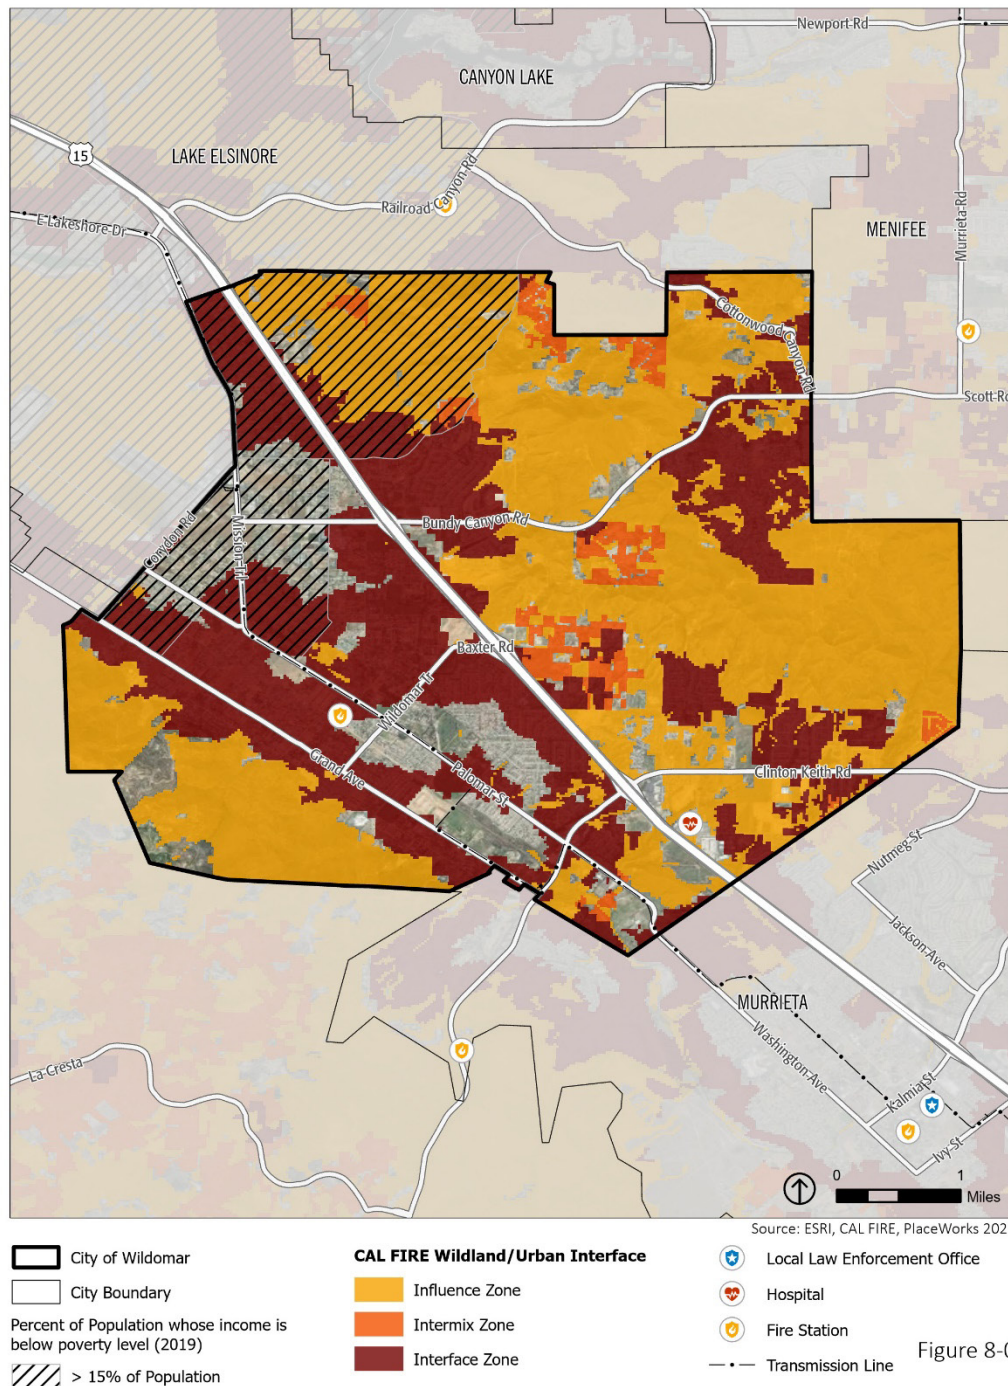 Newport Rd
CANYON LAKE
15
LAKE ELSINORE
Railroad Canyon Rd
E Lakeshore Dr
MENIFEE
Murrieta Rd
Cottonwood Canyon Rd
Scott Rd
Corydon Rd
Mission Trl
Bundy Canyon Rd
Baxter Rd
Wildomar Tr
Grand Ave
Palomar St
Clinton Keith Rd
Nutmeg St
Jackson Ave
MURRIETA
Washington Ave
La Cresta
Kalmia St
Ivy St
0 1
Miles
Source: ESRI, CAL FIRE, PlaceWorks 202
City of Wildomar
City Boundary
Percent of Population whose income is
below poverty level (2019)
> 15% of Population
CAL FIRE Wildland/Urban Interface
Influence Zone
Intermix Zone
Interface Zone
Local Law Enforcement Office
Hospital
Fire Station
Transmission Line
Figure 8-